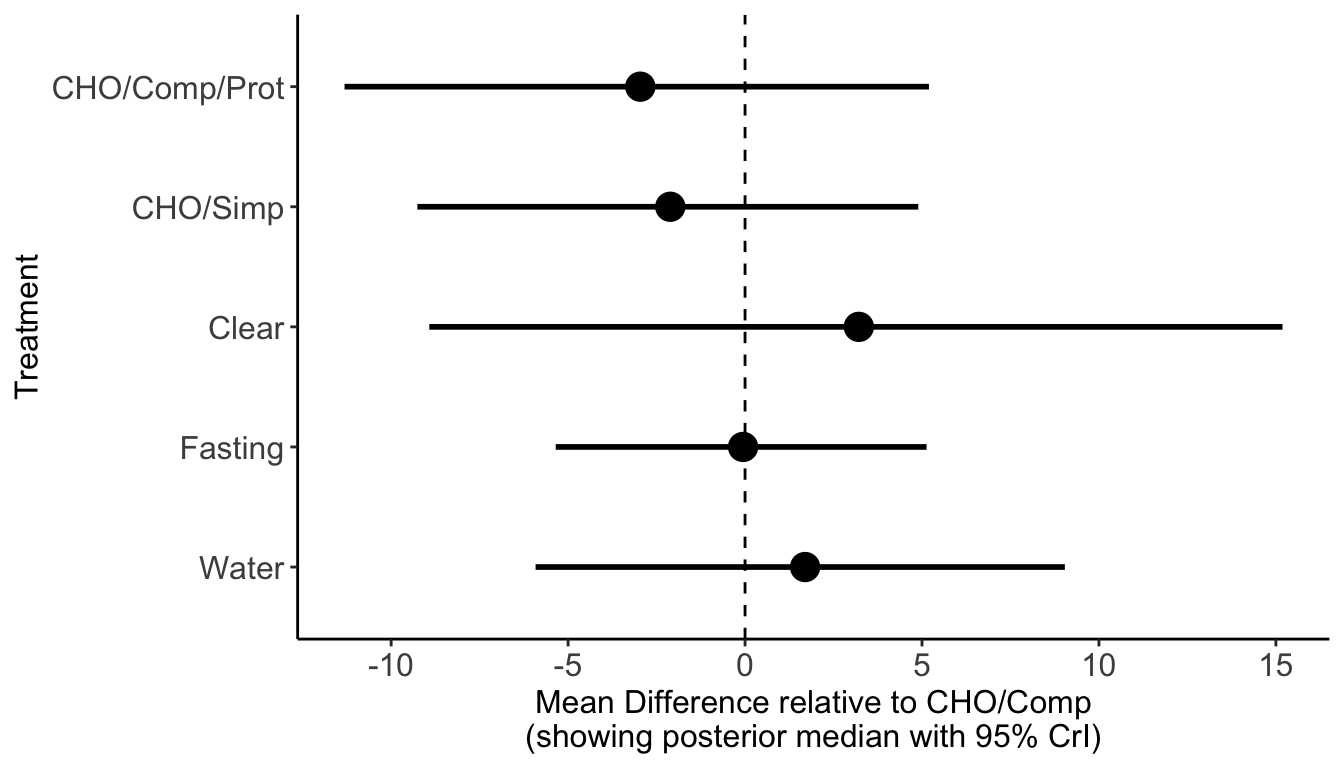 CHO/Comp/Prot
CHO/Simp
Clear
Fasting
Water
Treatment
-10 -5 0 5 10 15
Mean Difference relative to CHO/Comp
(showing posterior median with 95% CrI)